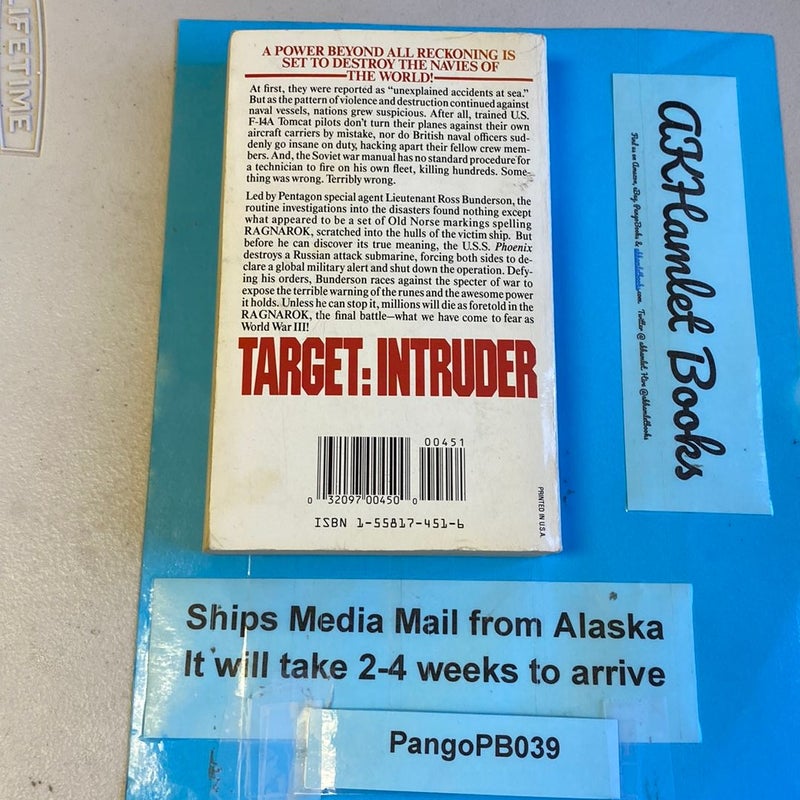 LIFETIME
A POWER BEYOND ALL RECKONING IS
SET TO DESTROY THE NAVIES OF
THE WORLD!
At first, they were reported as “unexplained accidents at sea.”
But as the pattern of violence and destruction continued against
naval vessels, nations grew suspicious. After all, trained U.S.
F-14A Tomcat pilots don’t turn their planes against their own
aircraft carriers by mistake, nor do British naval officers sud-
denly go insane on duty, hacking apart their fellow crew mem-
bers. And, the Soviet war manual has no standard procedure for
a technician to fire on his own fleet, killing hundreds. Some-
thing was wrong. Terribly wrong.
Led by Pentagon special agent Lieutenant Ross Bunderson, the
routine investigations into the disasters found nothing except
what appeared to be a set of Old Norse markings spelling
RAGNAROK, scratched into the hulls of the victim ship. But
before he can discover its true meaning, the U.S.S. Phoenix
destroys a Russian attack submarine, forcing both sides to de-
clare a global military alert and shut down the operation. Defy-
ing his orders, Bunderson races against the specter of war to
expose the terrible warning of the runes and the awesome power
it holds. Unless he can stop it, millions will die as foretold in the
RAGNAROK, the final battle—what we have come to fear as
World War III!
TARGET: INTRUDER
00451
0 32097 00450 0
ISBN 1-55817-451-6
PRINTED IN U.S.A.
AKHamlet Books
Find us on Amazon, eBay, PangoBooks & akhamletbooks.com. Twitter @ akhamlet. Hive @akhamletbooks
Ships Media Mail from Alaska
It will take 2-4 weeks to arrive
PangoPB039